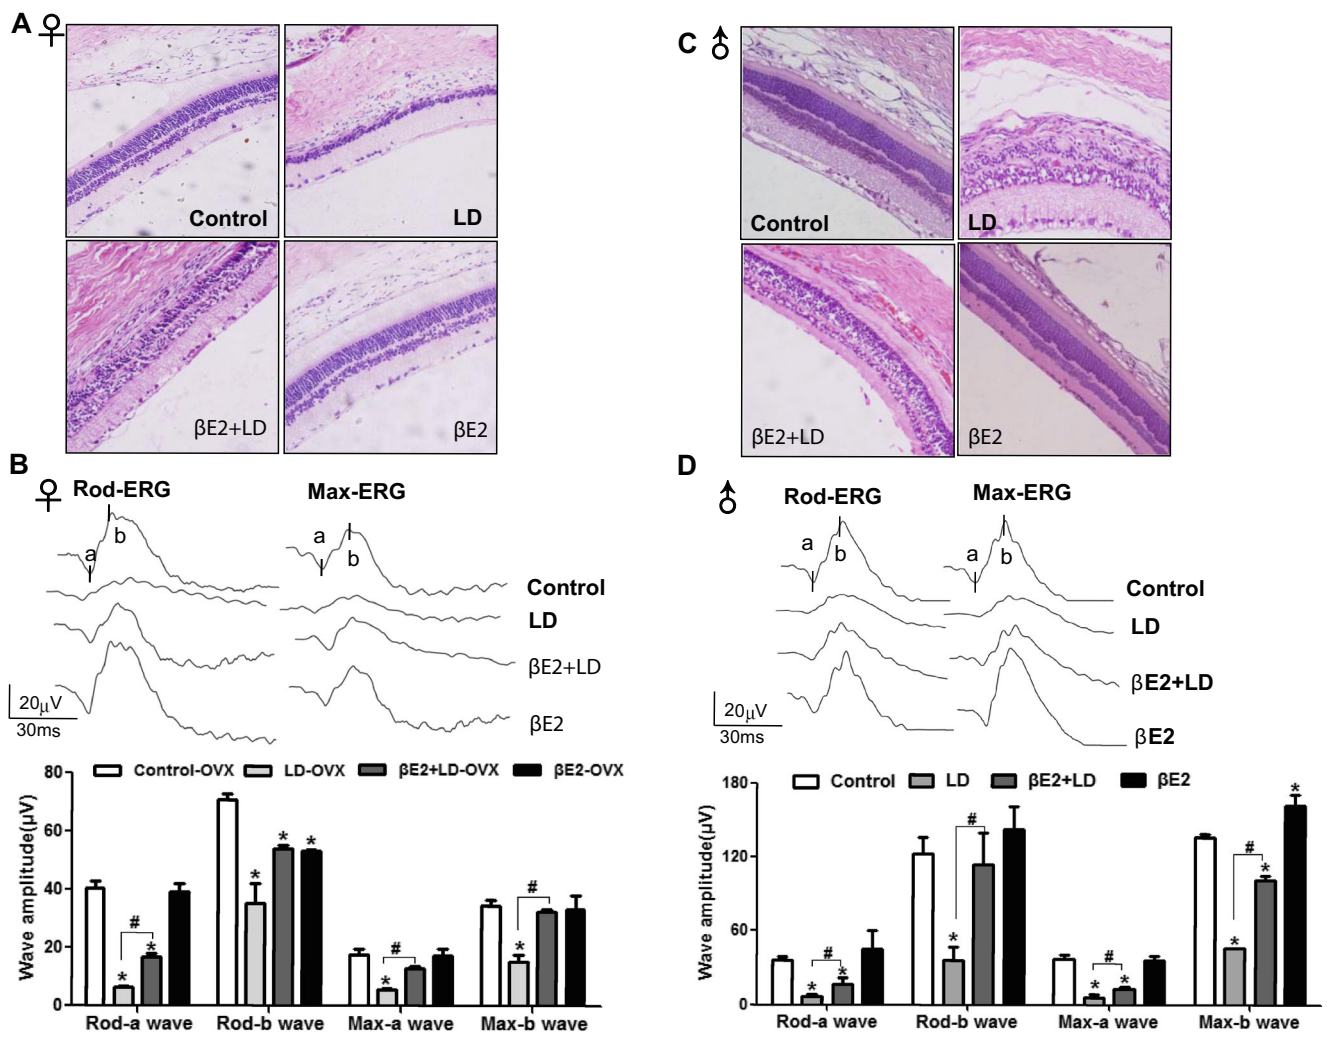 A ♀
Control
LD
βE2+LD
βE2
C ♂
Control
LD
βE2+LD
βE2
B ♀
Rod-ERG Max-ERG
a b a b
Control
LD
βE2+LD
βE2
20μV
30ms
Control-OVX LD-OVX βE2+LD-OVX βE2-OVX
Wave amplitude(μV)
80
60
40
20
0
* # *
* * *
* #
* #
Rod-a wave Rod-b wave Max-a wave Max-b wave
D ♂
Rod-ERG Max-ERG
a b a b
Control
LD
βE2+LD
βE2
20μV
30ms
Control LD βE2+LD βE2
Wave amplitude(μV)
180
120
60
0
* # *
* #
* # *
* # * *
Rod-a wave Rod-b wave Max-a wave Max-b wave